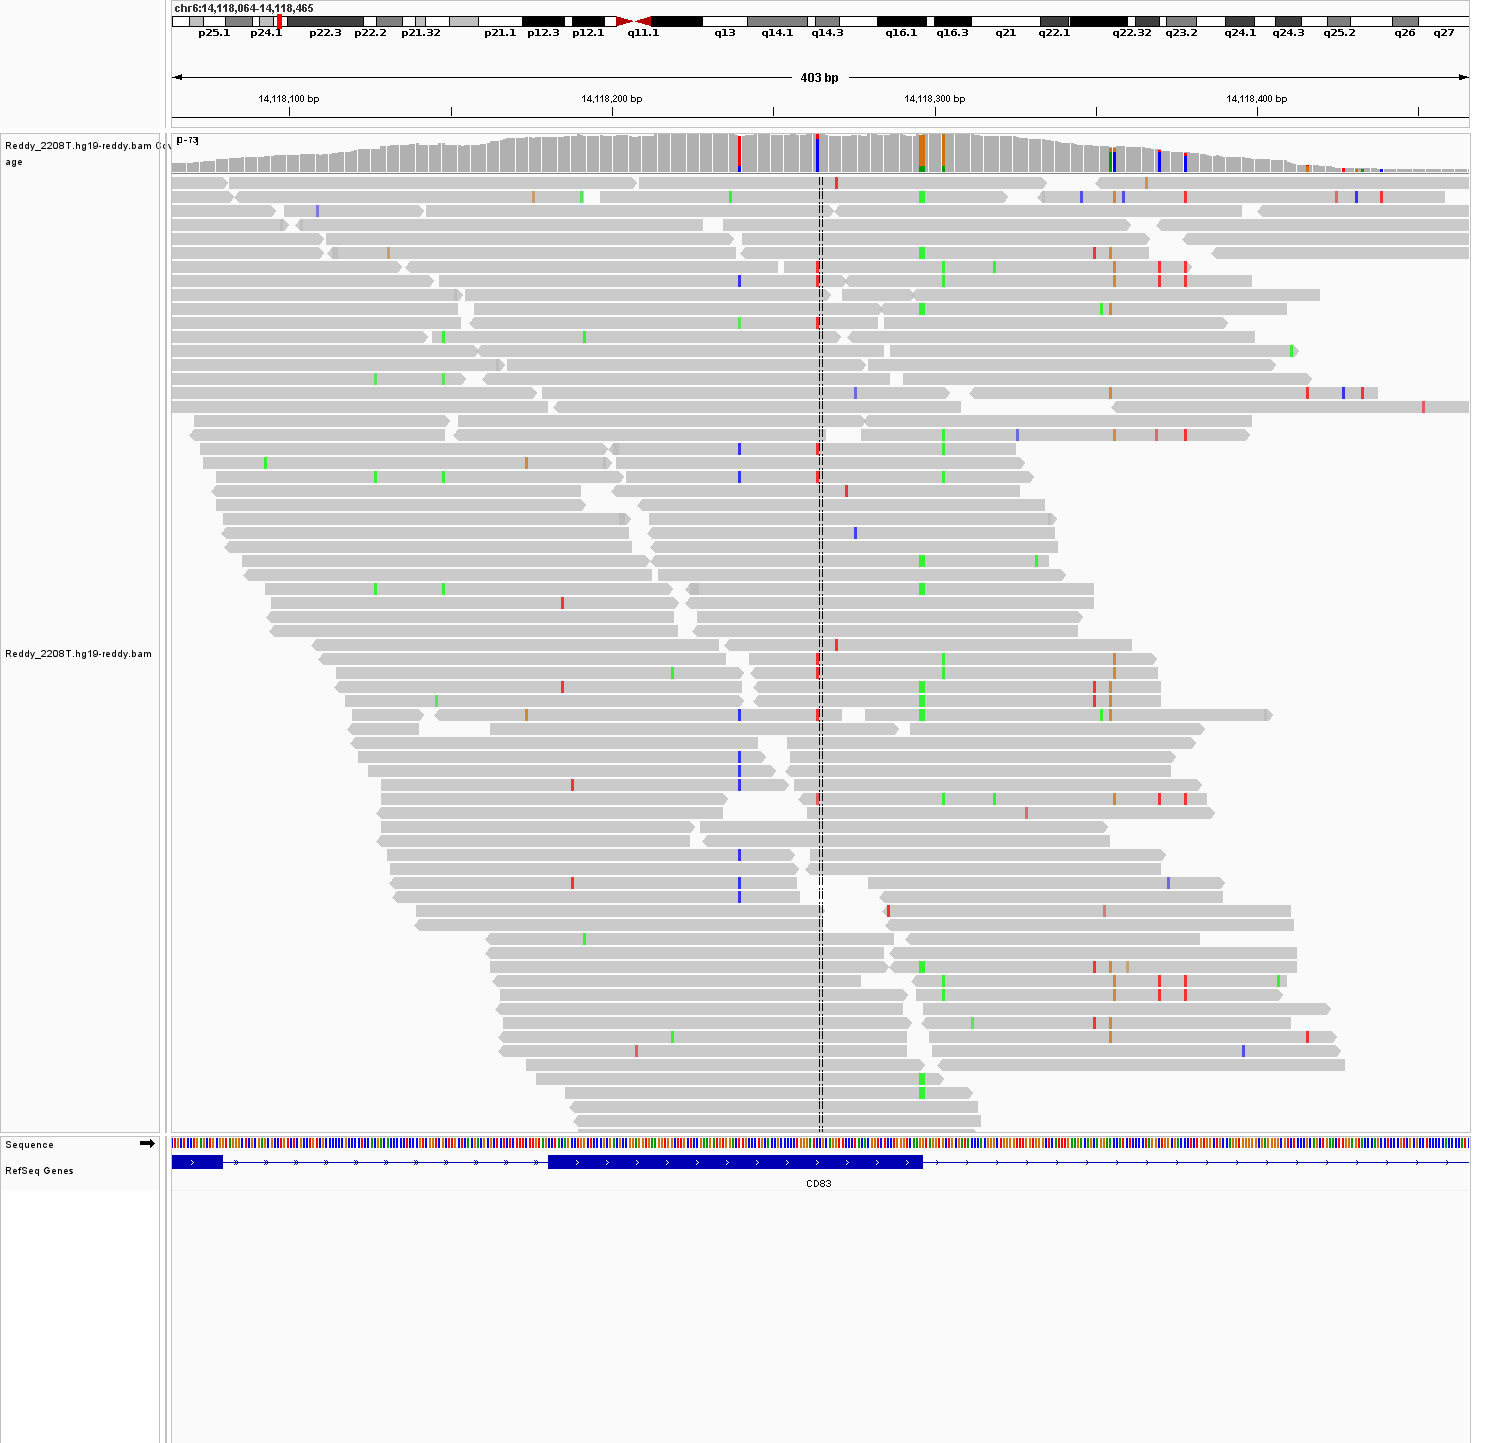 chr6:14,118,064-14,118,465
p25.1 p24.1 p22.3 p22.2 p21.32 p21.1 p12.3 p12.1 q11.1 q13 q14.1 q14.3 q16.1 q16.3 q21 q22.1 q22.32 q23.2 q24.1 q24.3 q25.2 q26 q27
403 bp
14,118,100 bp 14,118,200 bp 14,118,300 bp 14,118,400 bp
Reddy_2208T.hg19-reddy.bam Cov
age
[0-73]
Reddy_2208T.hg19-reddy.bam
Sequence
RefSeq Genes
CD83